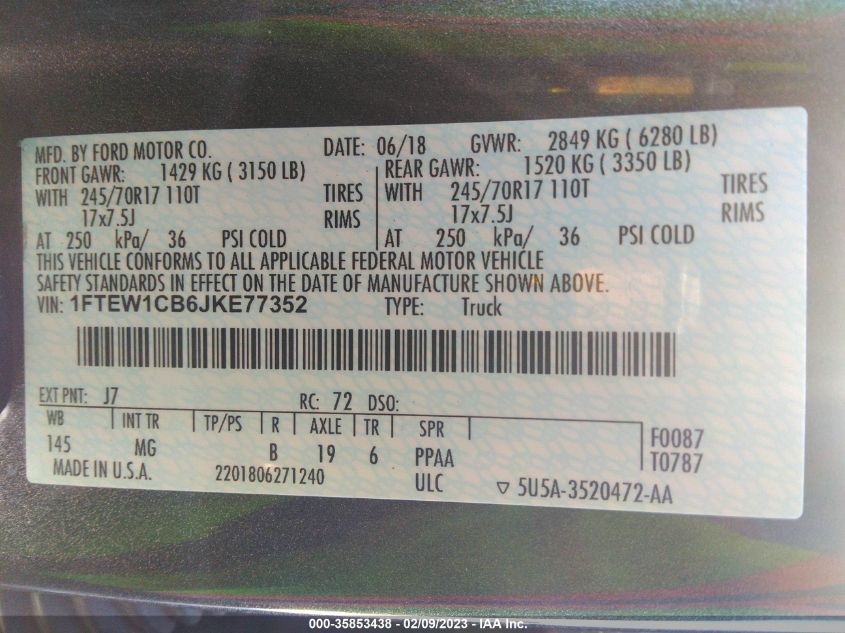 MFD. BY FORD MOTOR CO. DATE: 06/18 GVWR: 2849 KG ( 6280 LB)
FRONT GAWR: 1429 KG ( 3150 LB) REAR GAWR: 1520 KG ( 3350 LB)
WITH 245/70R17 110T TIRES WITH 245/70R17 110T TIRES
17x7.5J RIMS 17x7.5J RIMS
AT 250 kPa/ 36 PSI COLD AT 250 kPa/ 36 PSI COLD
THIS VEHICLE CONFORMS TO ALL APPLICABLE FEDERAL MOTOR VEHICLE
SAFETY STANDARDS IN EFFECT ON THE DATE OF MANUFACTURE SHOWN ABOVE.
VIN: 1FTEW1CB6JKE77352 TYPE: Truck
EXT PNT: J7 RC: 72 DSO:
WB INT TR TP/PS R AXLE TR SPR
145 MG B 19 6 PPAA F0087
T0787
MADE IN U.S.A. 2201806271240 ULC ▽ 5U5A-3520472-AA
000-35853438 - 02/09/2023 - IAA Inc.